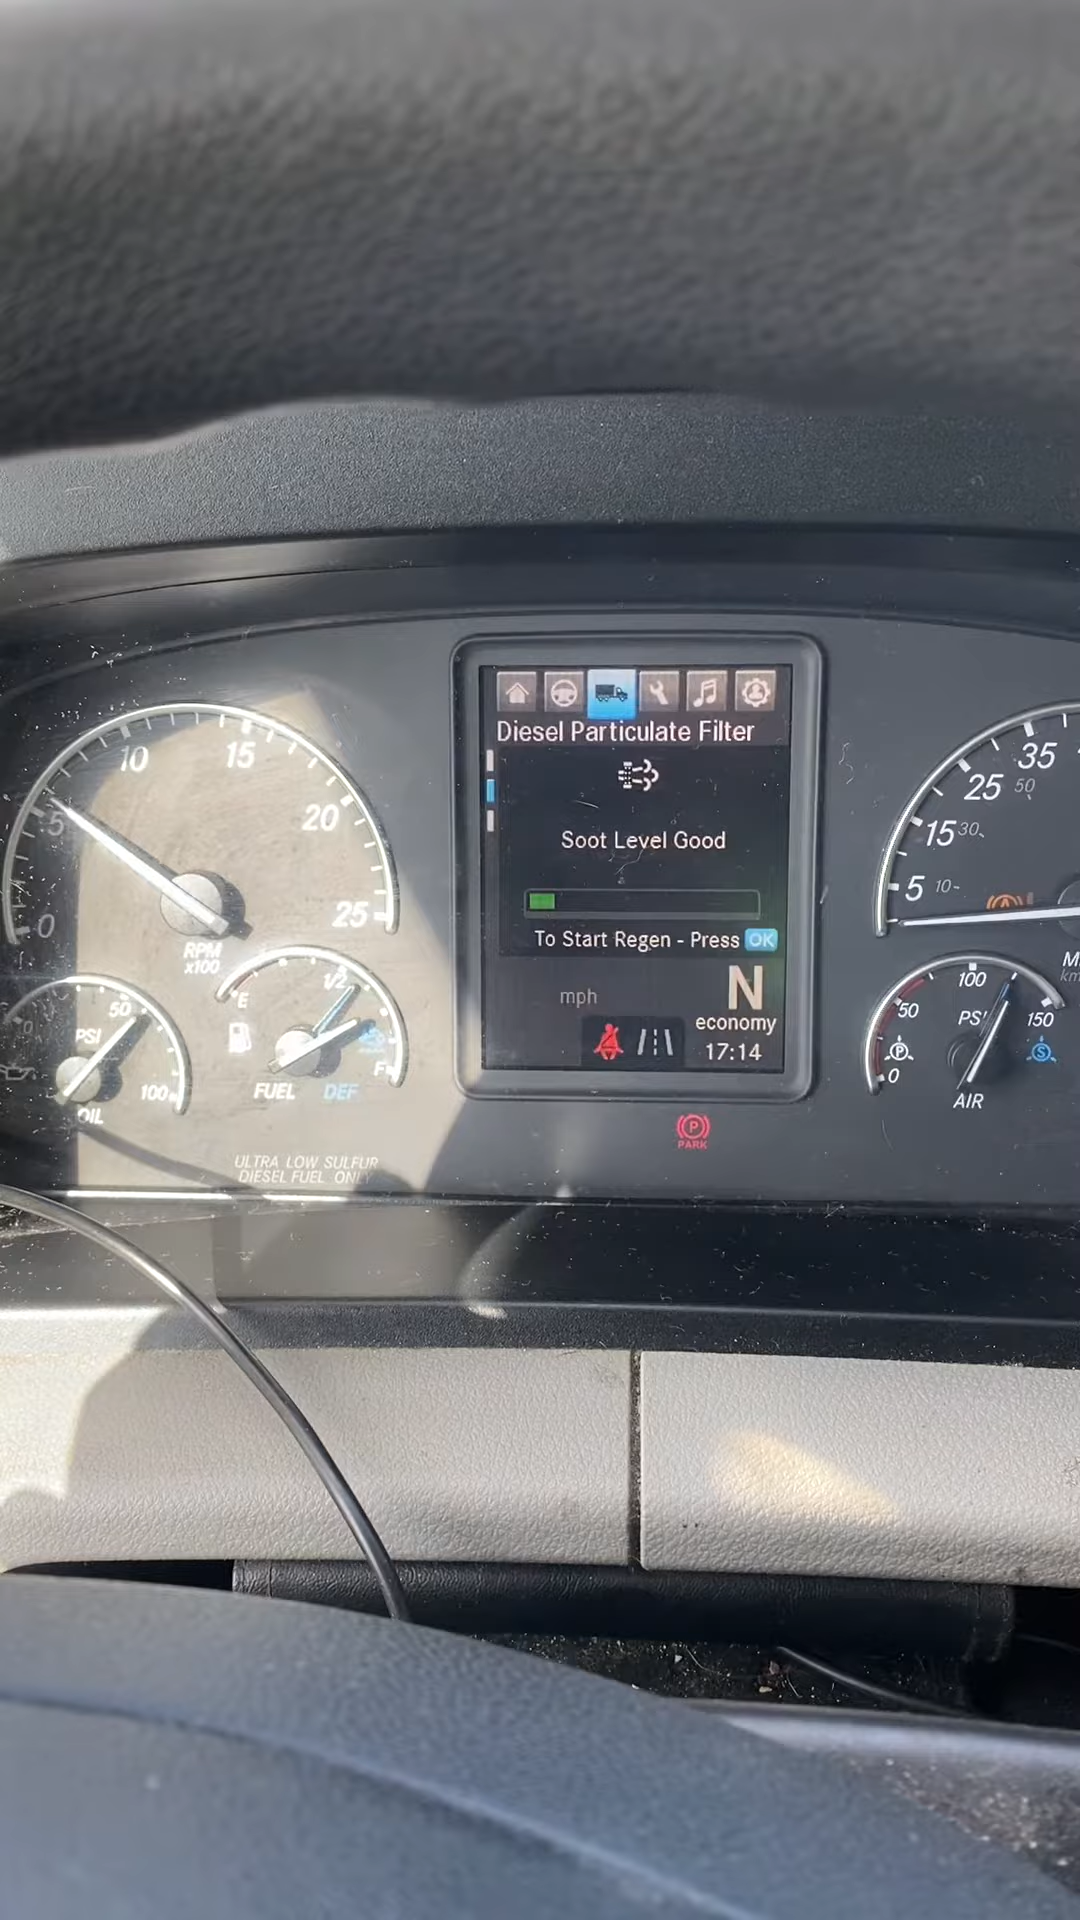 Diesel Particulate Filter
Soot Level Good
To Start Regen - Press OK
mph
N
economy
17:14
0
5
10
15
20
25
RPM
x100
E
1/2
F
FUEL
DEF
50
PSI
100
OIL
ULTRA LOW SULFUR
DIESEL FUEL ONLY
P
PARK
5
10
15
30
25
50
35
0
50
100
150
PSI
P
S
AIR